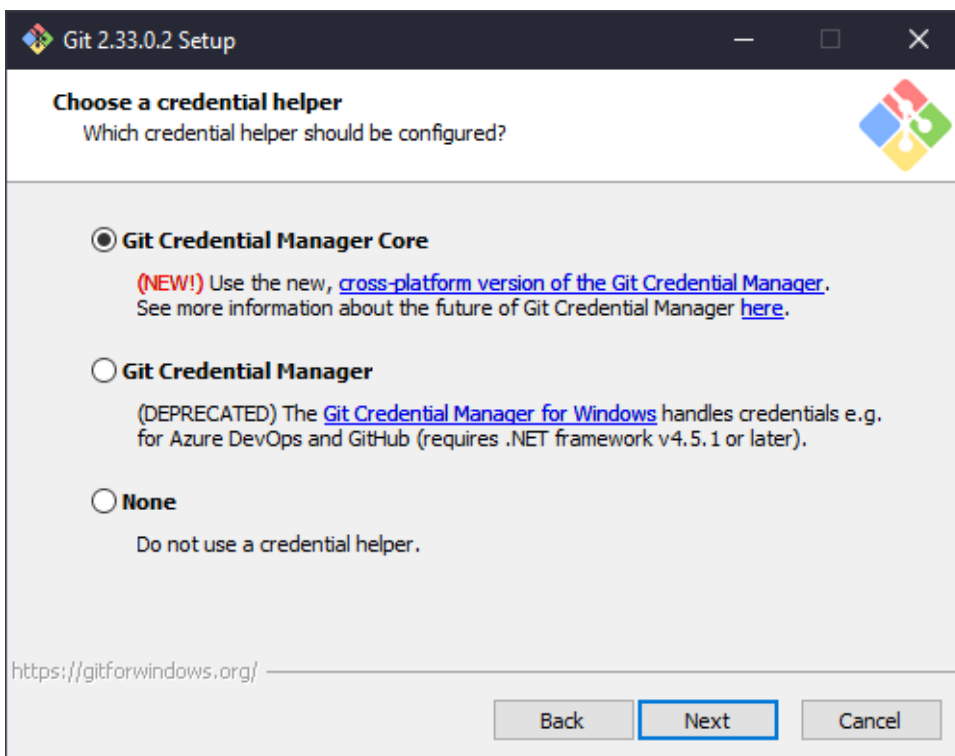 Git 2.33.0.2 Setup
Choose a credential helper
Which credential helper should be configured?
Git Credential Manager Core
(NEW!) Use the new, cross-platform version of the Git Credential Manager.
See more information about the future of Git Credential Manager here.
Git Credential Manager
(DEPRECATED) The Git Credential Manager for Windows handles credentials e.g.
for Azure DevOps and GitHub (requires .NET framework v4.5.1 or later).
None
Do not use a credential helper.
https://gitforwindows.org/
Back Next Cancel